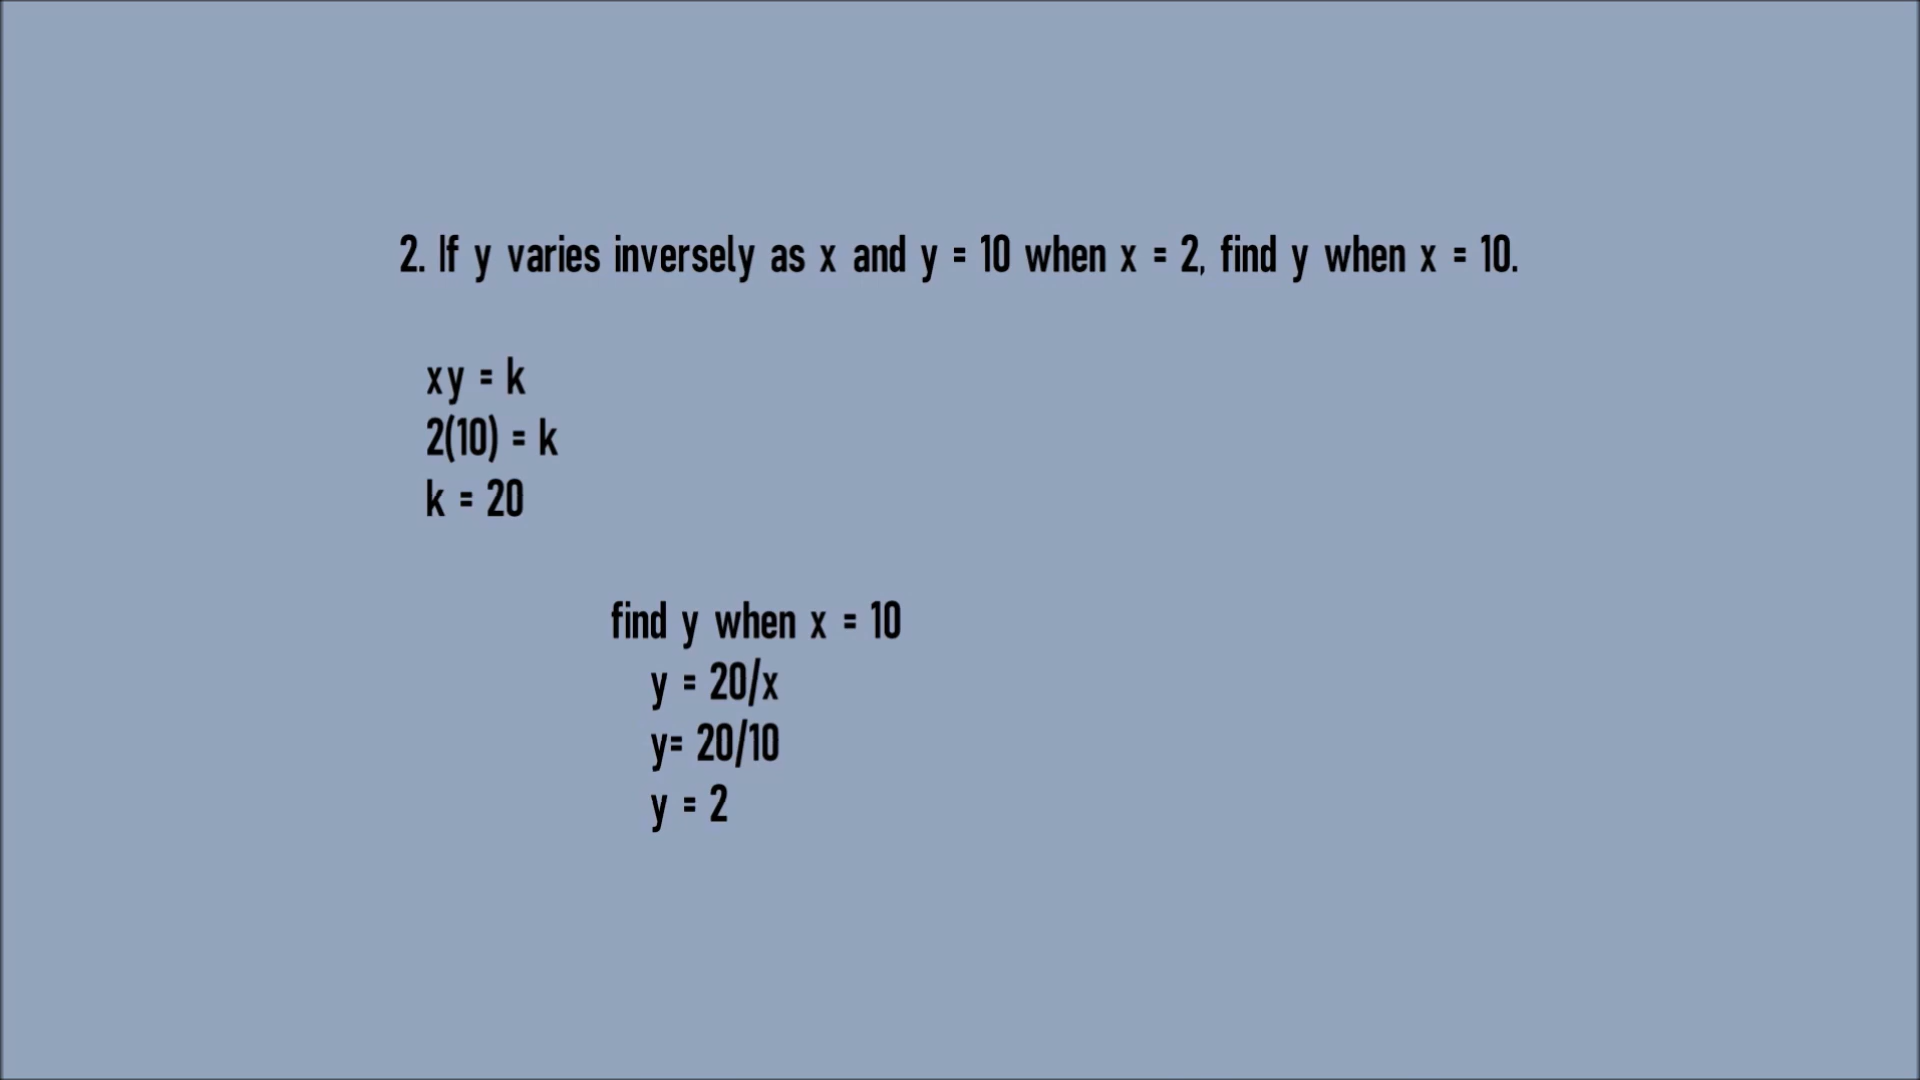 2. If y varies inversely as x and y = 10 when x = 2, find y when x = 10.
xy = k
2(10) = k
k = 20
find y when x = 10
y = 20/x
y= 20/10
y = 2